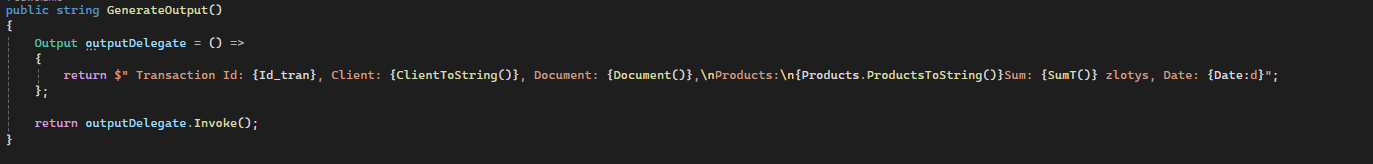 public string GenerateOutput()
{
    Output outputDelegate = () =>
    {
        return $" Transaction Id: {Id_tran}, Client: {ClientToString()}, Document: {Document()},\nProducts:\n{Products.ProductsToString()}Sum: {SumT()} zlotys, Date: {Date:d}";
    };

    return outputDelegate.Invoke();
}